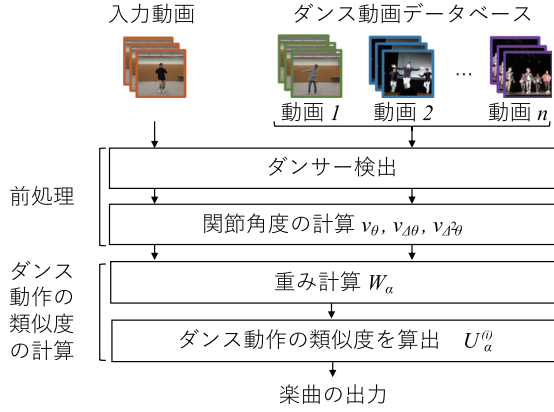 入力動画
ダンス動画データベース
動画 1
動画 2
…
動画 n
前処理
ダンサー検出
関節角度の計算 vθ, vΔθ, vΔ²θ
ダンス
動作の
類似度
の計算
重み計算 Wα
ダンス動作の類似度を算出 Uα(i)
楽曲の出力